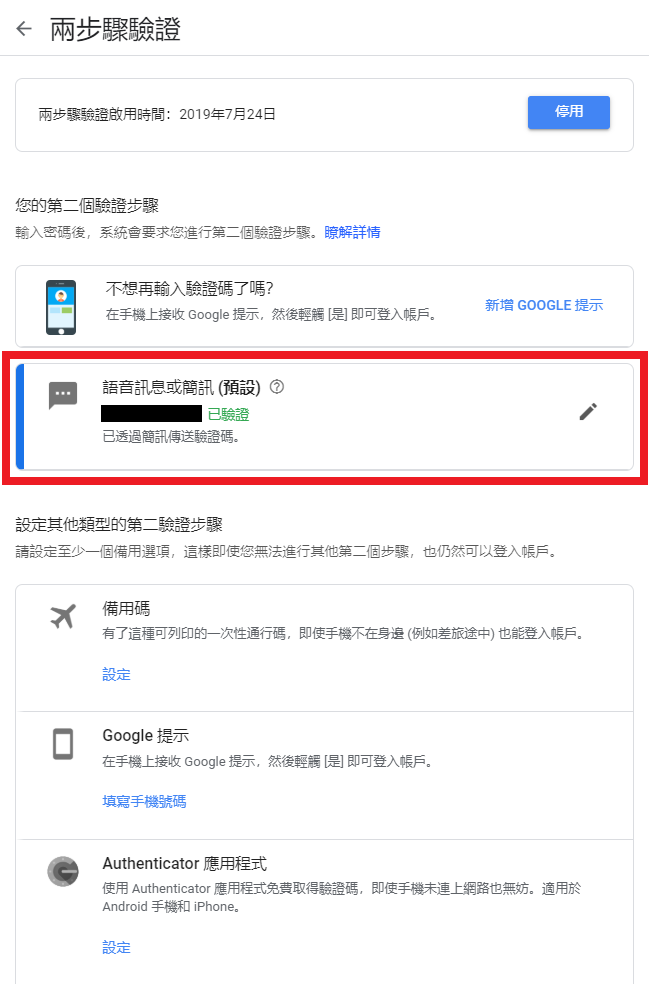 兩步驟驗證
兩步驟驗證啟用時間：2019年7月24日
停用
您的第二個驗證步驟
輸入密碼後，系統會要求您進行第二個驗證步驟。瞭解詳情
不想再輸入驗證碼了嗎？
在手機上接收 Google 提示，然後輕觸 [是] 即可登入帳戶。
新增 GOOGLE 提示
語音訊息或簡訊 (預設)
已驗證
已透過簡訊傳送驗證碼。
設定其他類型的第二驗證步驟
請設定至少一個備用選項，這樣即使您無法進行其他第二個步驟，也仍然可以登入帳戶。
備用碼
有了這種可列印的一次性通行碼，即使手機不在身邊 (例如差旅途中) 也能登入帳戶。
設定
Google 提示
在手機上接收 Google 提示，然後輕觸 [是] 即可登入帳戶。
填寫手機號碼
Authenticator 應用程式
使用 Authenticator 應用程式免費取得驗證碼，即使手機未連上網路也無妨。適用於
Android 手機和 iPhone。
設定